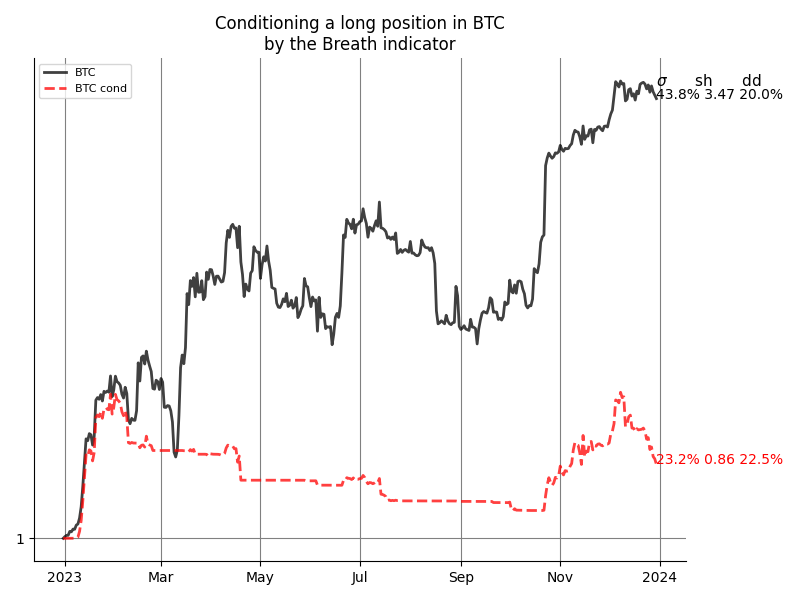 Conditioning a long position in BTC
by the Breath indicator
BTC
BTC cond
σ sh dd
43.8% 3.47 20.0%
23.2% 0.86 22.5%
1
2023 Mar May Jul Sep Nov 2024